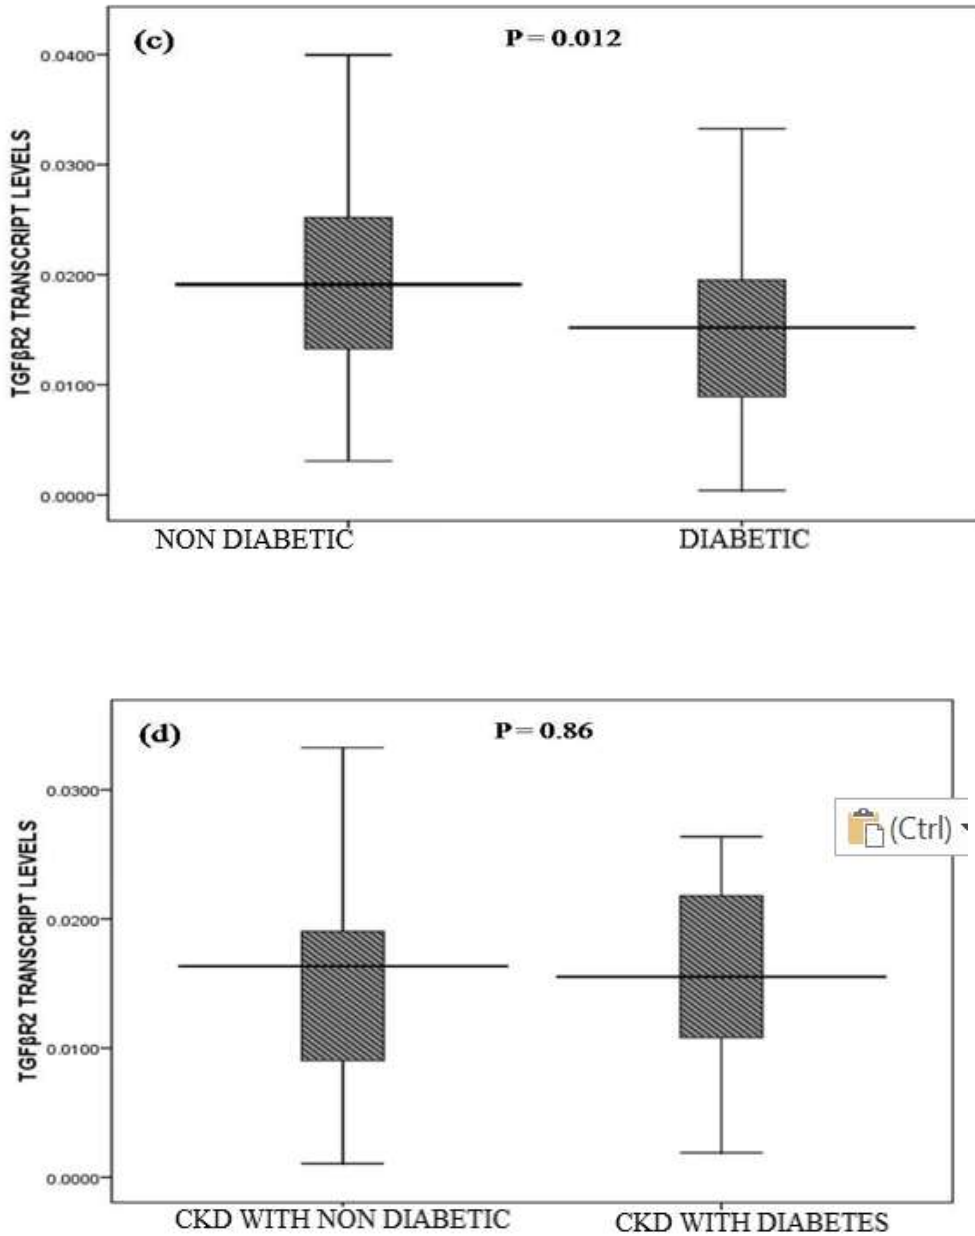 (c)
P = 0.012
TGFβR2 TRANSCRIPT LEVELS
0.0400
0.0300
0.0200
0.0100
0.0000
NON DIABETIC
DIABETIC
(d)
P = 0.86
TGFβR2 TRANSCRIPT LEVELS
0.0300
0.0200
0.0100
0.0000
(Ctrl)
CKD WITH NON DIABETIC
CKD WITH DIABETES